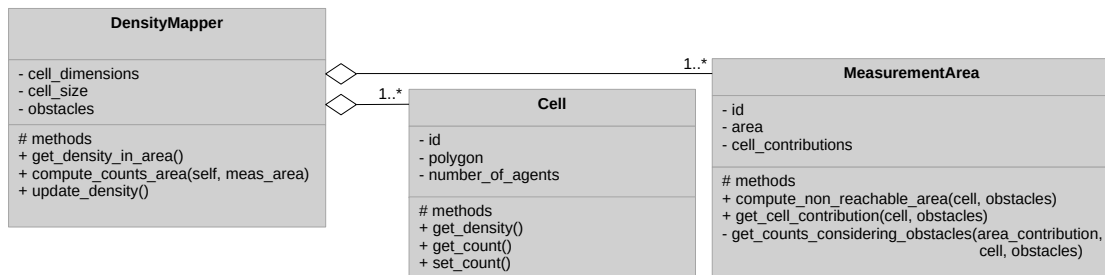 DensityMapper
- cell_dimensions
- cell_size
- obstacles
# methods
+ get_density_in_area()
+ compute_counts_area(self, meas_area)
+ update_density()
1..*
1..*
Cell
- id
- polygon
- number_of_agents
# methods
+ get_density()
+ get_count()
+ set_count()
MeasurementArea
- id
- area
- cell_contributions
# methods
+ compute_non_reachable_area(cell, obstacles)
+ get_cell_contribution(cell, obstacles)
- get_counts_considering_obstacles(area_contribution,
cell, obstacles)